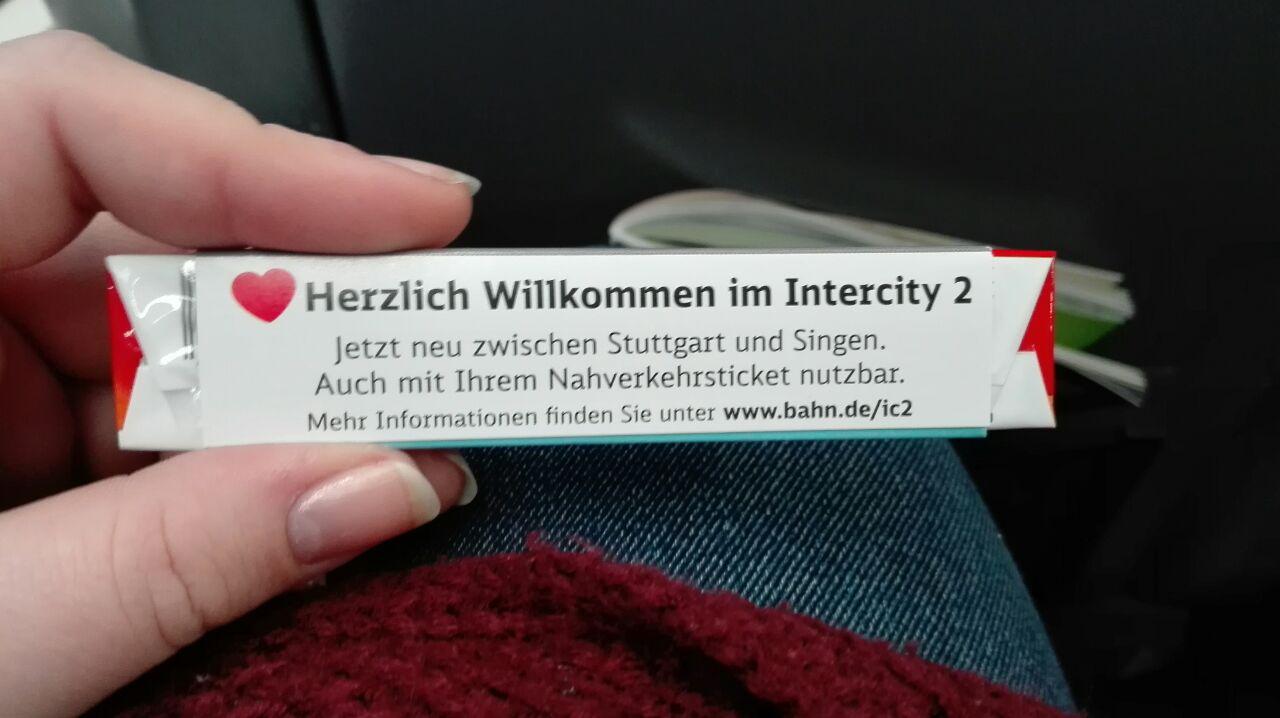 Herzlich Willkommen im Intercity 2
Jetzt neu zwischen Stuttgart und Singen.
Auch mit Ihrem Nahverkehrsticket nutzbar.
Mehr Informationen finden Sie unter www.bahn.de/ic2